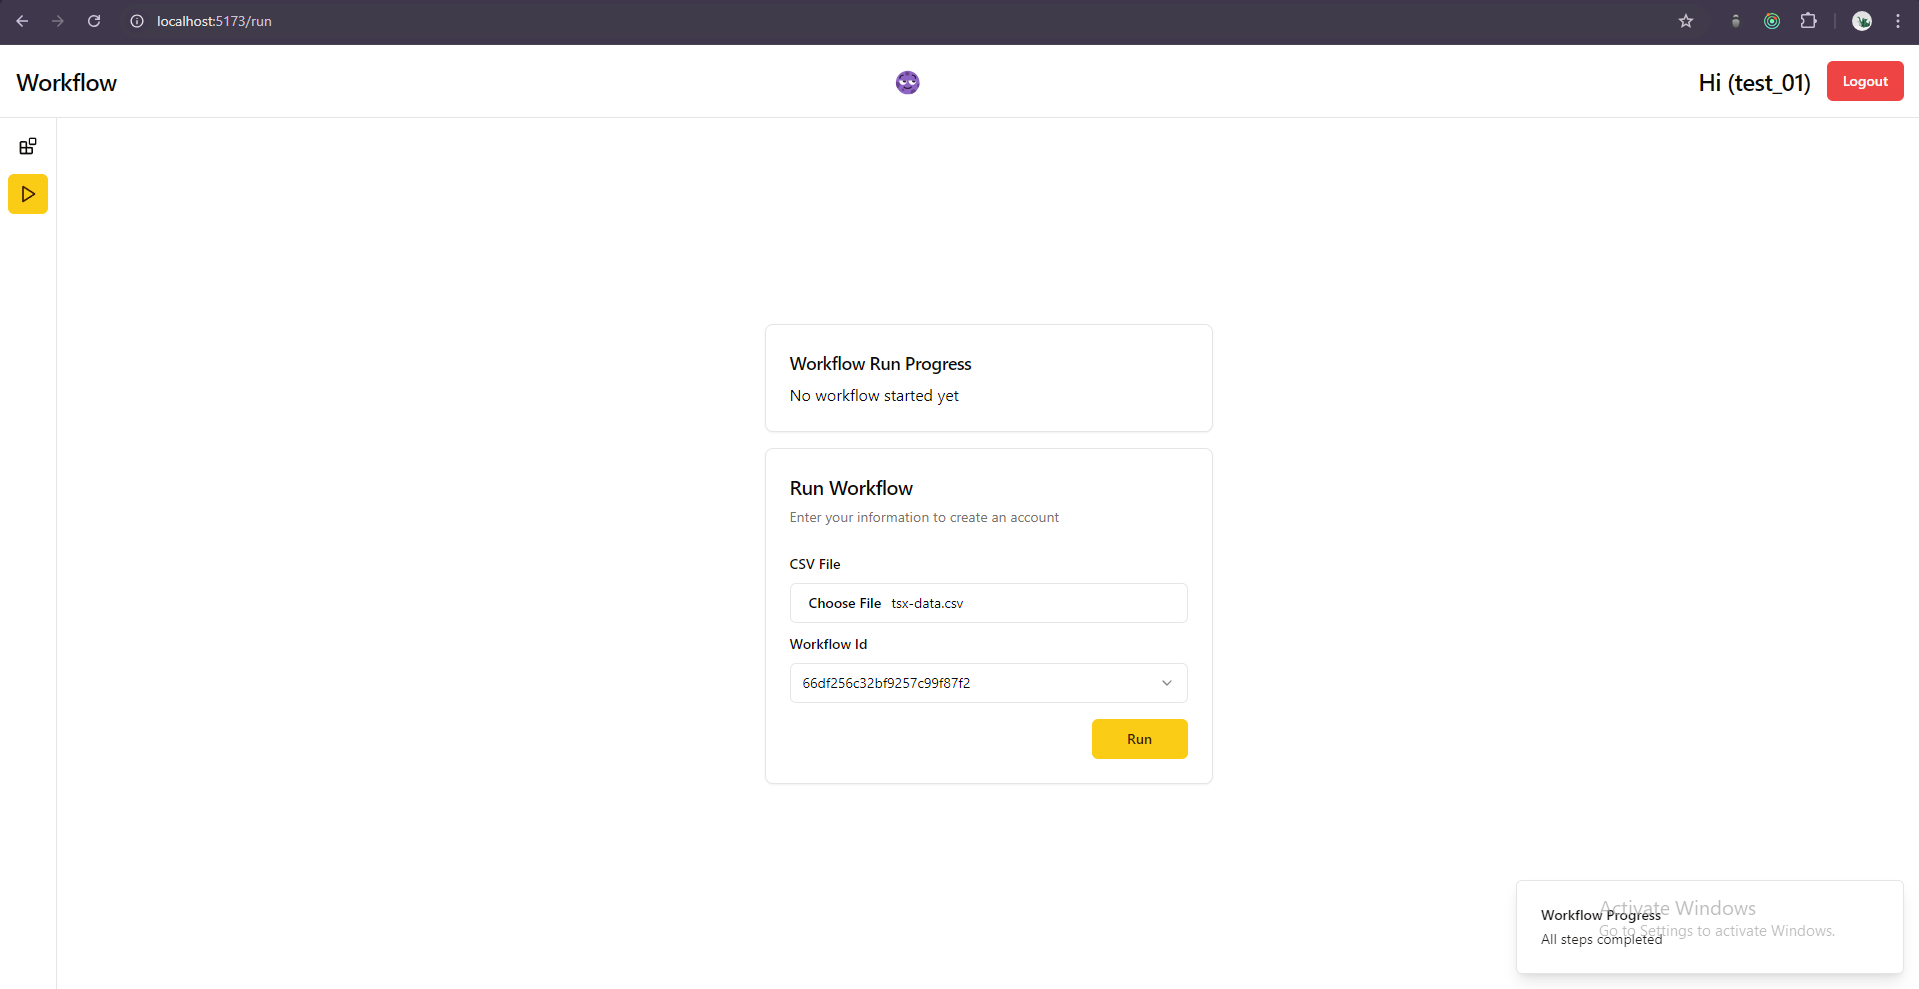 localhost:5173/run
Workflow
Hi (test_01)
Logout
Workflow Run Progress
No workflow started yet
Run Workflow
Enter your information to create an account
CSV File
Choose File tsx-data.csv
Workflow Id
66df256c32bf9257c99f87f2
Run
Activate Windows
Workflow Progress
Go to Settings to activate Windows.
All steps completed